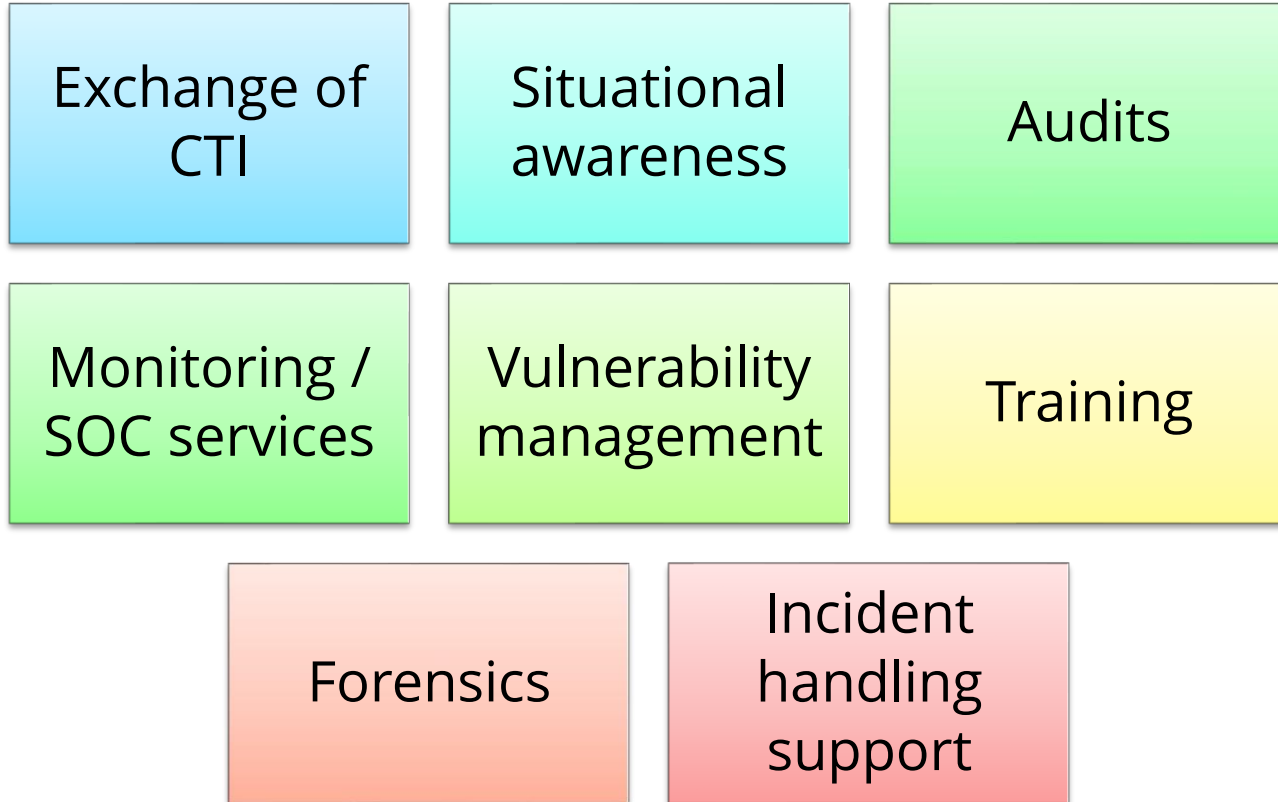 Exchange of
CTI
Situational
awareness
Audits
Monitoring /
SOC services
Vulnerability
management
Training
Forensics
Incident
handling
support